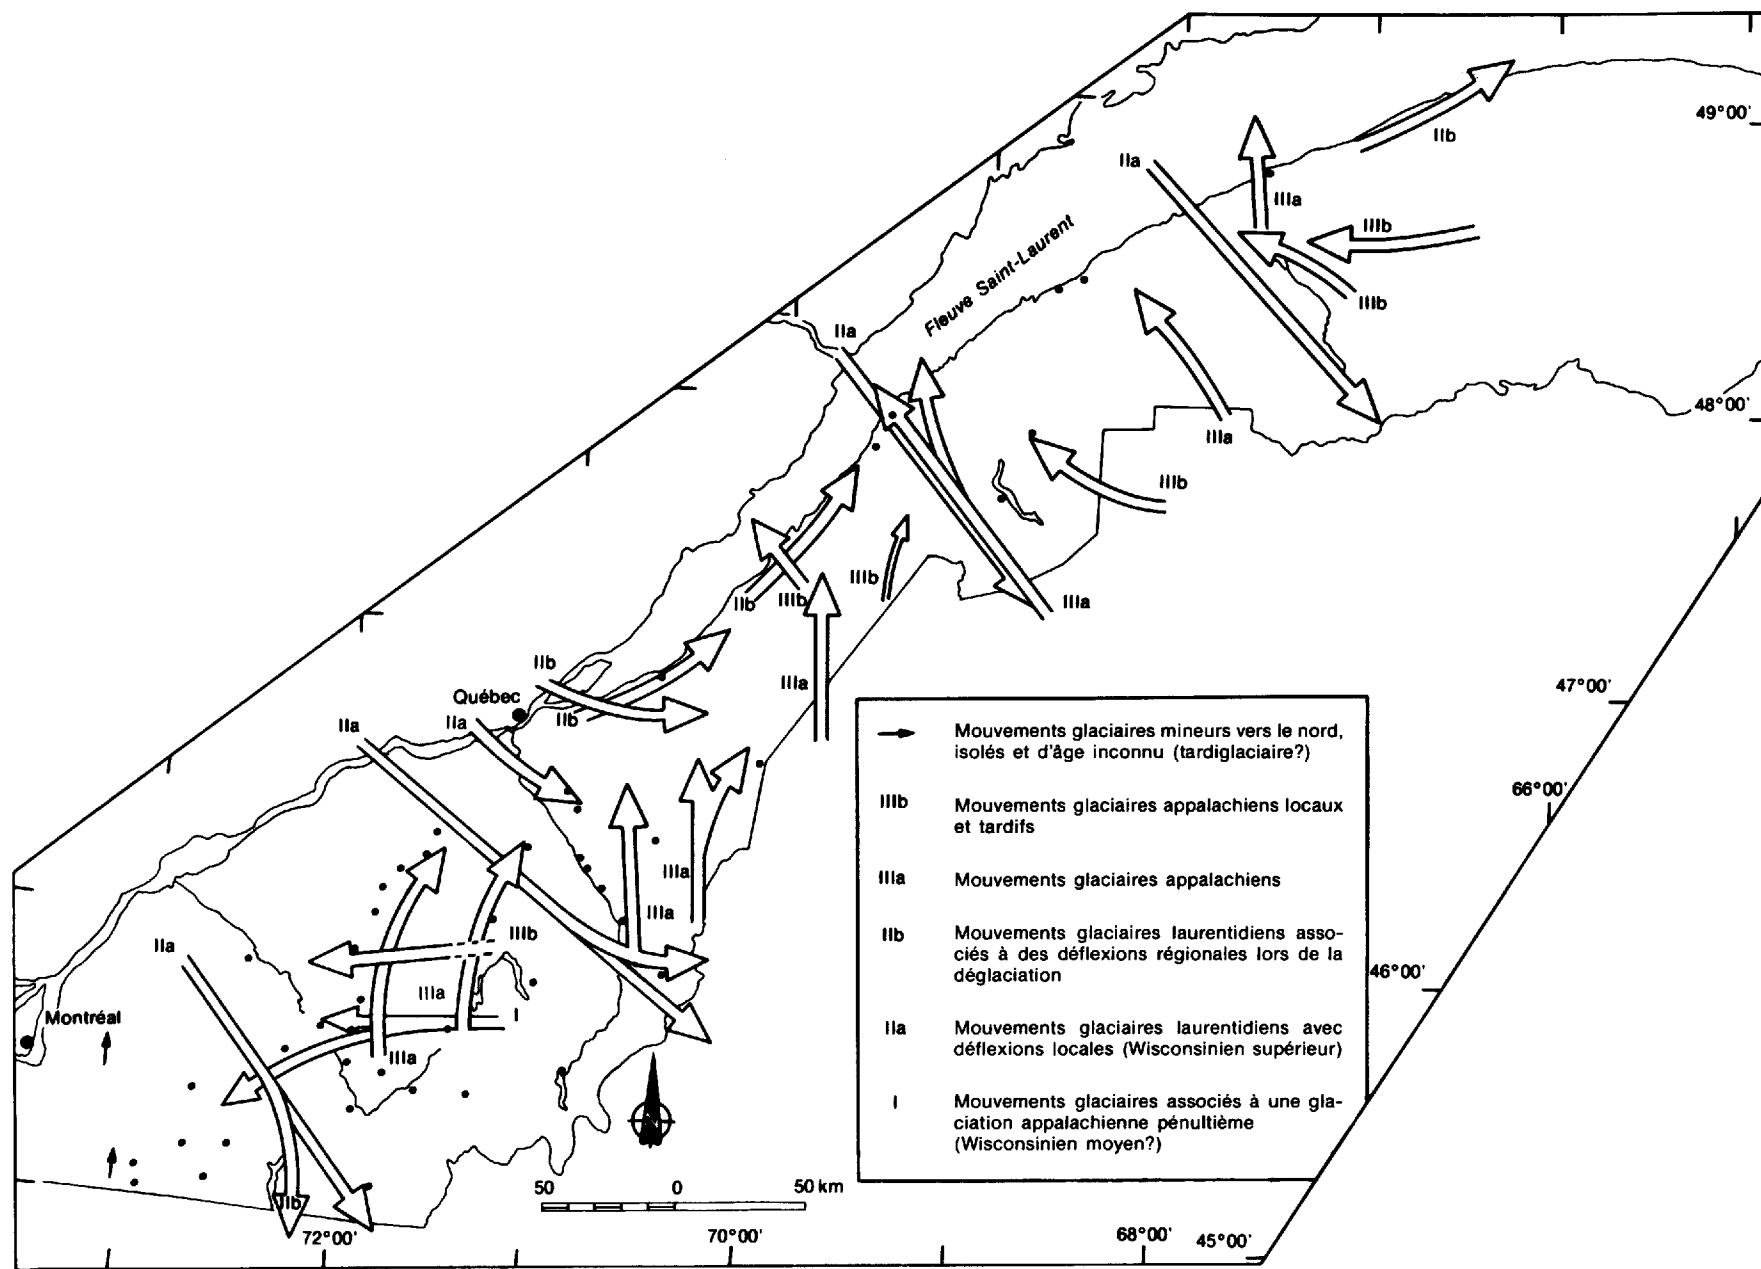 49°00'
IIb
IIa
IIIa
IIIb
IIIb
Fleuve Saint-Laurent
IIa
48°00'
IIIa
IIIb
IIIb
IIb
IIIb
IIIa
IIb
IIIa
Québec
IIb
IIa
IIa
47°00'
66°00'
IIIa
IIIa
IIa
IIIb
46°00'
IIIa
I
Montréal
IIIa
IIb
50 0 50 km
72°00'
70°00'
68°00'
45°00'
Mouvements glaciaires mineurs vers le nord,
isolés et d'âge inconnu (tardiglaciaire?)
IIIb Mouvements glaciaires appalachiens locaux
et tardifs
IIIa Mouvements glaciaires appalachiens
IIb Mouvements glaciaires laurentidiens asso-
ciés à des déflexions régionales lors de la
déglaciation
IIa Mouvements glaciaires laurentidiens avec
déflexions locales (Wisconsinien supérieur)
I Mouvements glaciaires associés à une gla-
ciation appalachienne pénultième
(Wisconsinien moyen?)